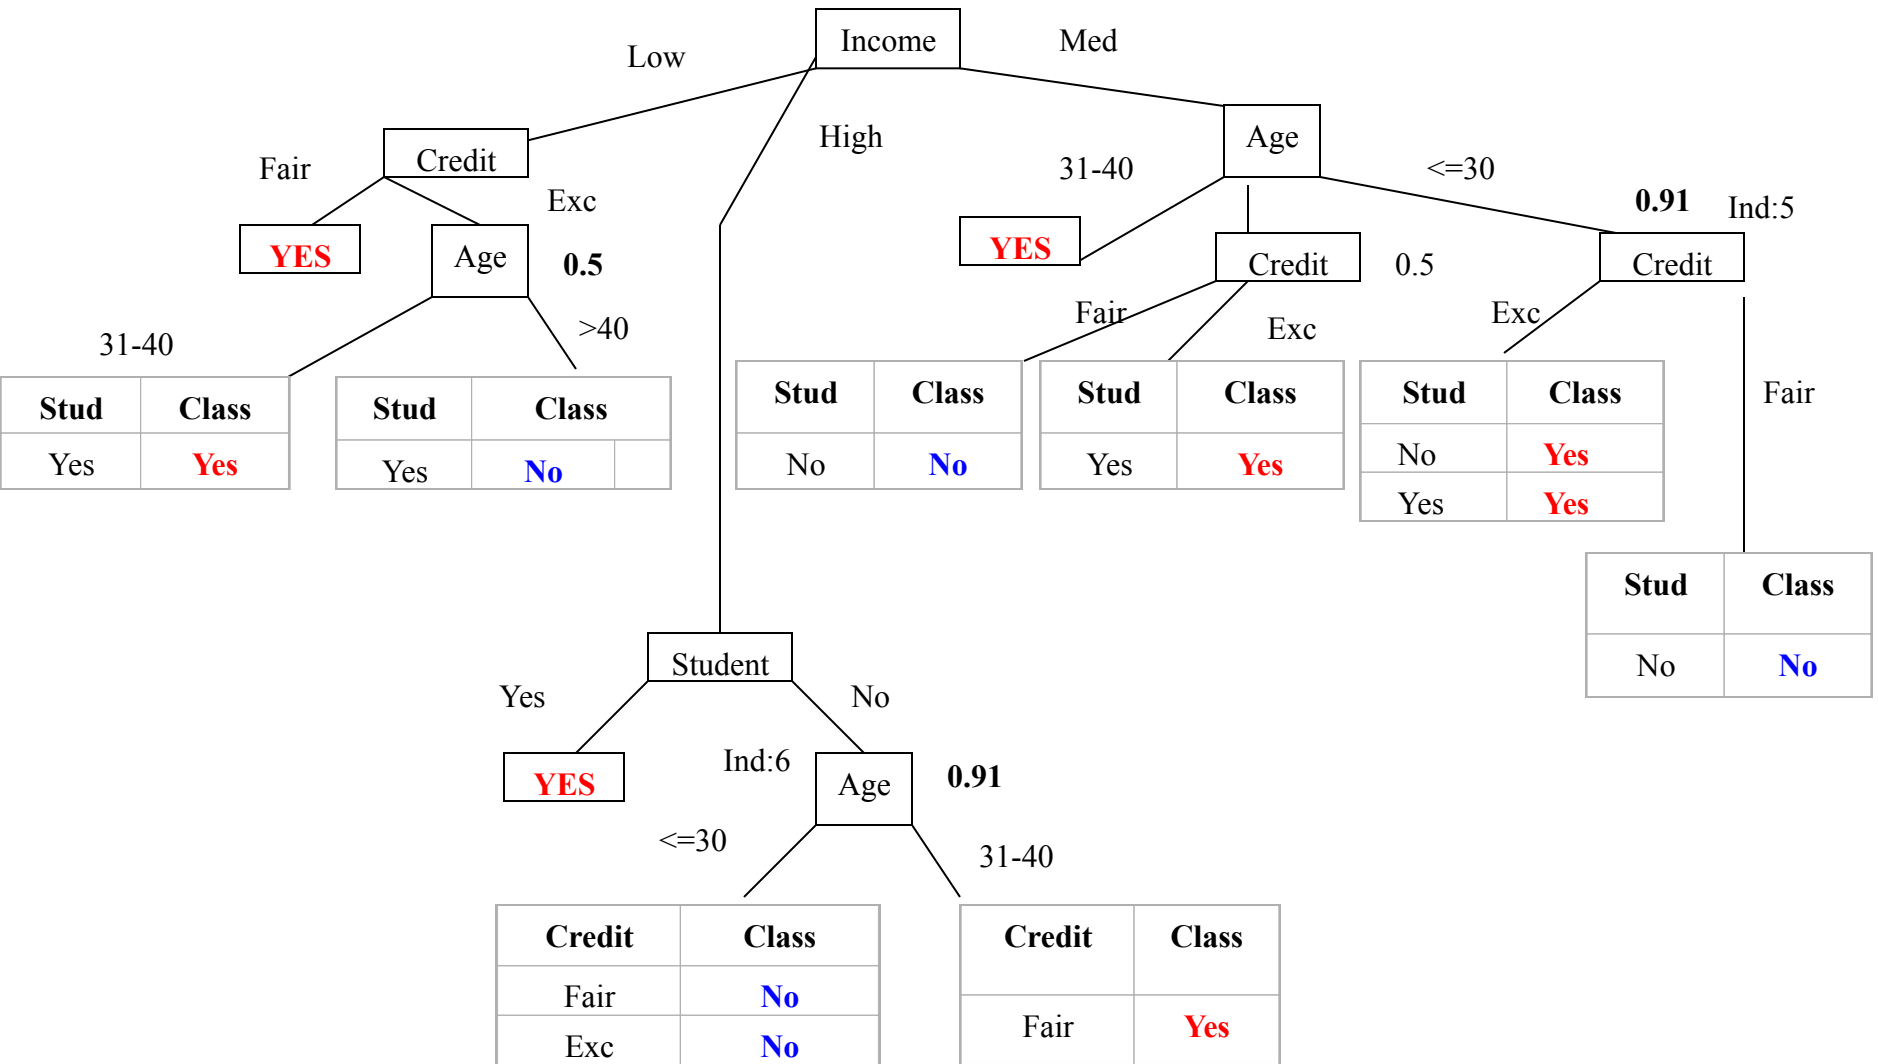 Income
Low
Med
High
Credit
Age
Fair
Exc
31-40
<=30
YES
Age
0.5
YES
Credit
0.5
0.91
Ind:5
Credit
31-40
>40
Fair
Exc
Exc
Fair
Stud Class
Yes Yes
Stud Class
Yes No
Stud Class
No No
Stud Class
Yes Yes
Stud Class
No Yes
Yes Yes
Stud Class
No No
Student
Yes
No
YES
Ind:6
Age
0.91
<=30
31-40
Credit Class
Fair No
Exc No
Credit Class
Fair Yes